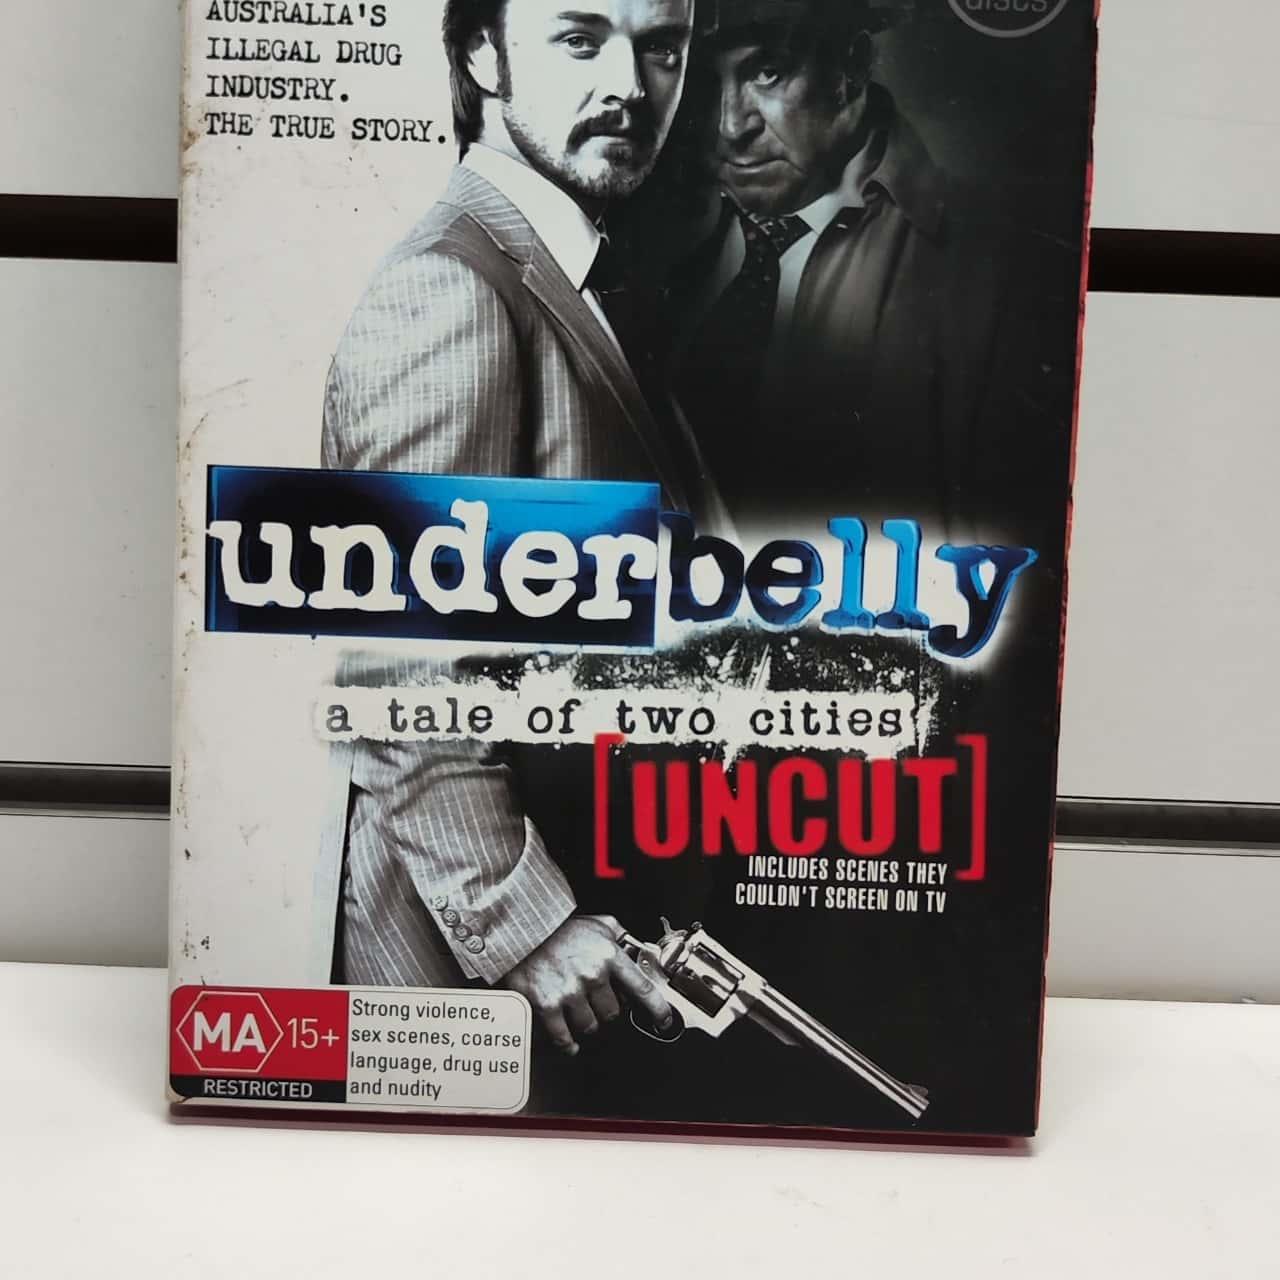 discs
AUSTRALIA'S
ILLEGAL DRUG
INDUSTRY.
THE TRUE STORY.
underbelly
a tale of two cities
[UNCUT]
INCLUDES SCENES THEY
COULDN'T SCREEN ON TV
MA 15+
RESTRICTED
Strong violence,
sex scenes, coarse
language, drug use
and nudity